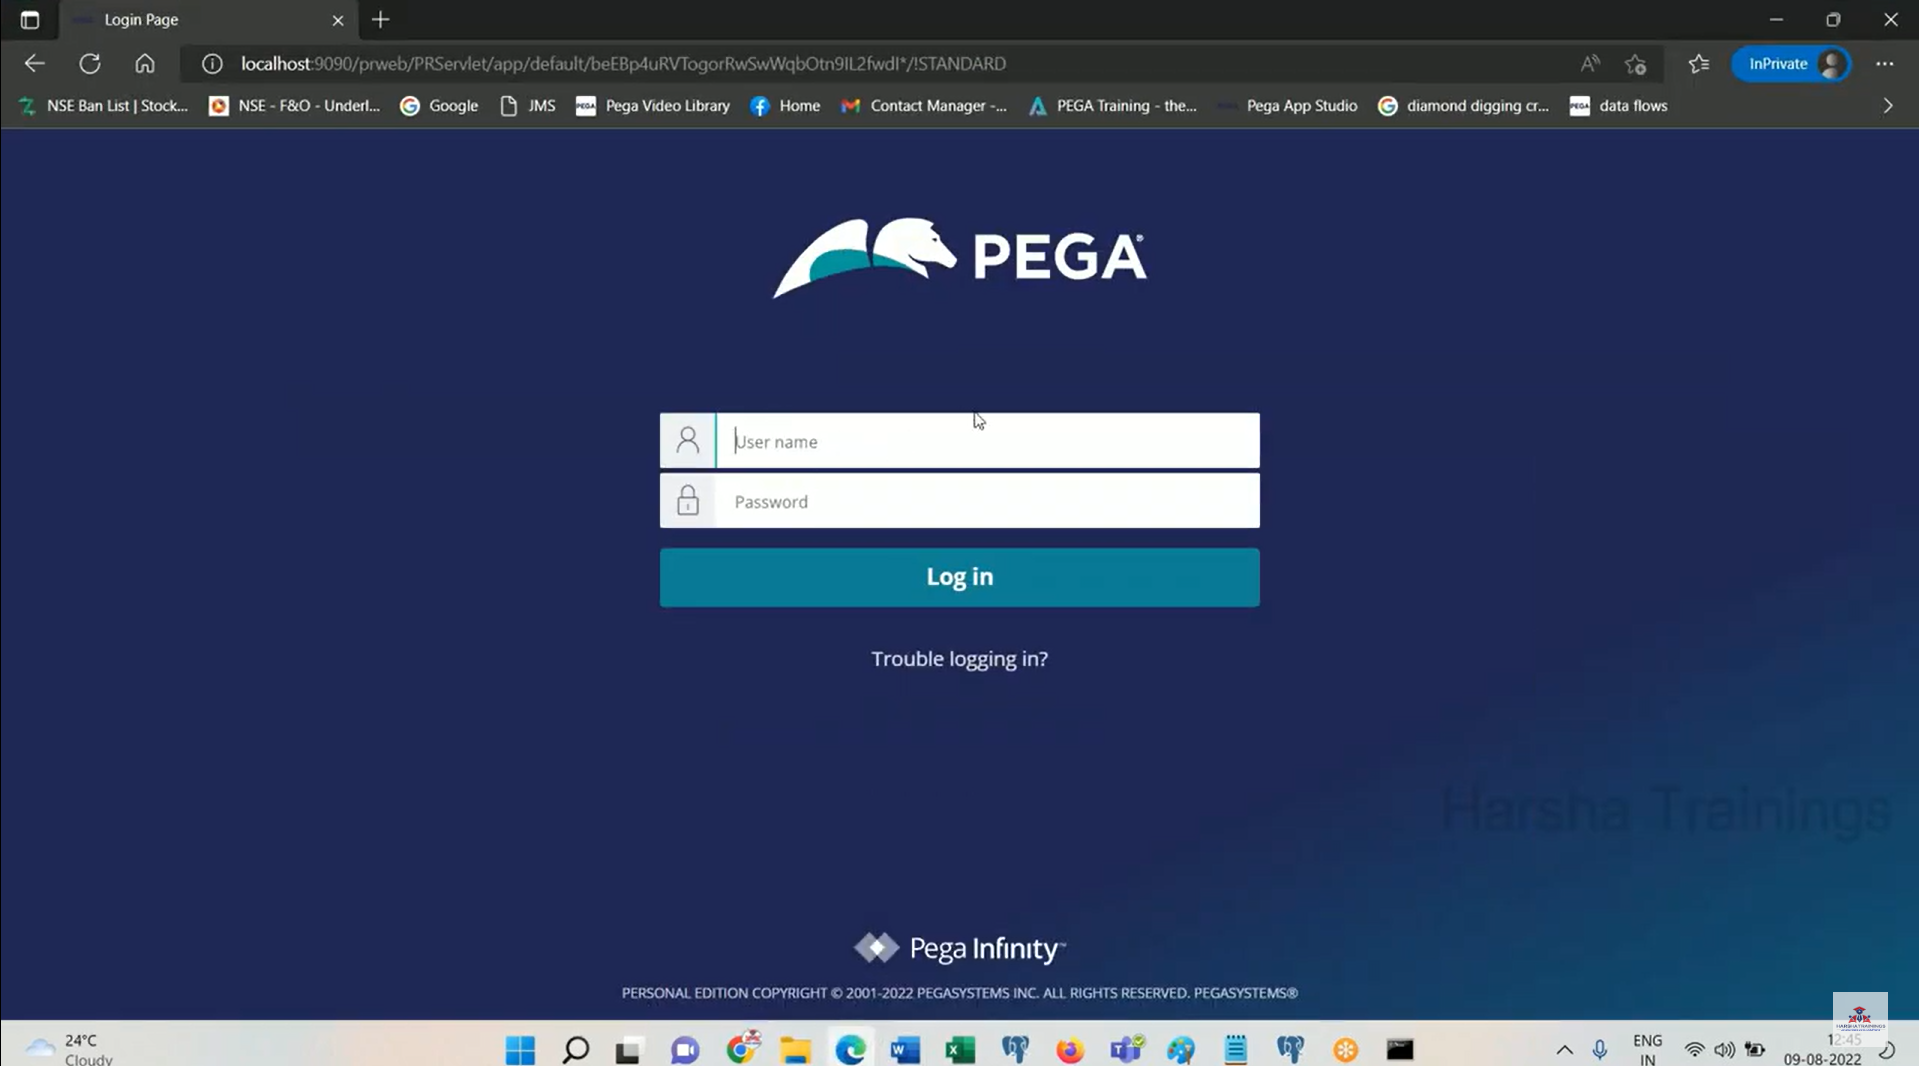 Login Page
localhost:9090/prweb/PRServlet/app/default/beEBp4uRVTogorRwSwWqbOtn9IL2fwdI*/!STANDARD
InPrivate
NSE Ban List | Stock...
NSE - F&O - Underl...
Google
JMS
Pega Video Library
Home
Contact Manager -...
PEGA Training - the...
Pega App Studio
diamond digging cr...
data flows
PEGA
User name
Password
Log in
Trouble logging in?
Harsha Trainings
Pega Infinity™
PERSONAL EDITION COPYRIGHT © 2001-2022 PEGASYSTEMS INC. ALL RIGHTS RESERVED. PEGASYSTEMS®
HARSHA TRAININGS
24°C
Cloudy
ENG
IN
12:45
09-08-2022